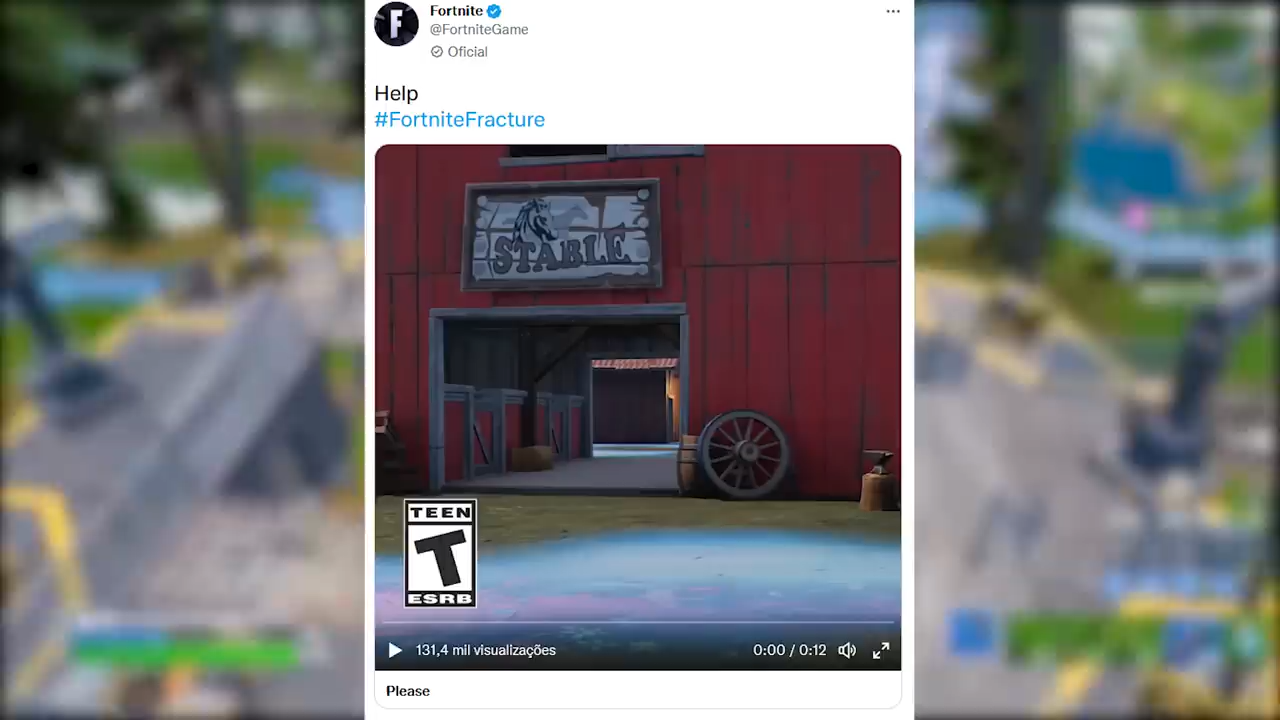 Fortnite
@FortniteGame
Oficial
Help
#FortniteFracture
STABLE
TEEN
T
ESRB
131,4 mil visualizações
0:00 / 0:12
Please